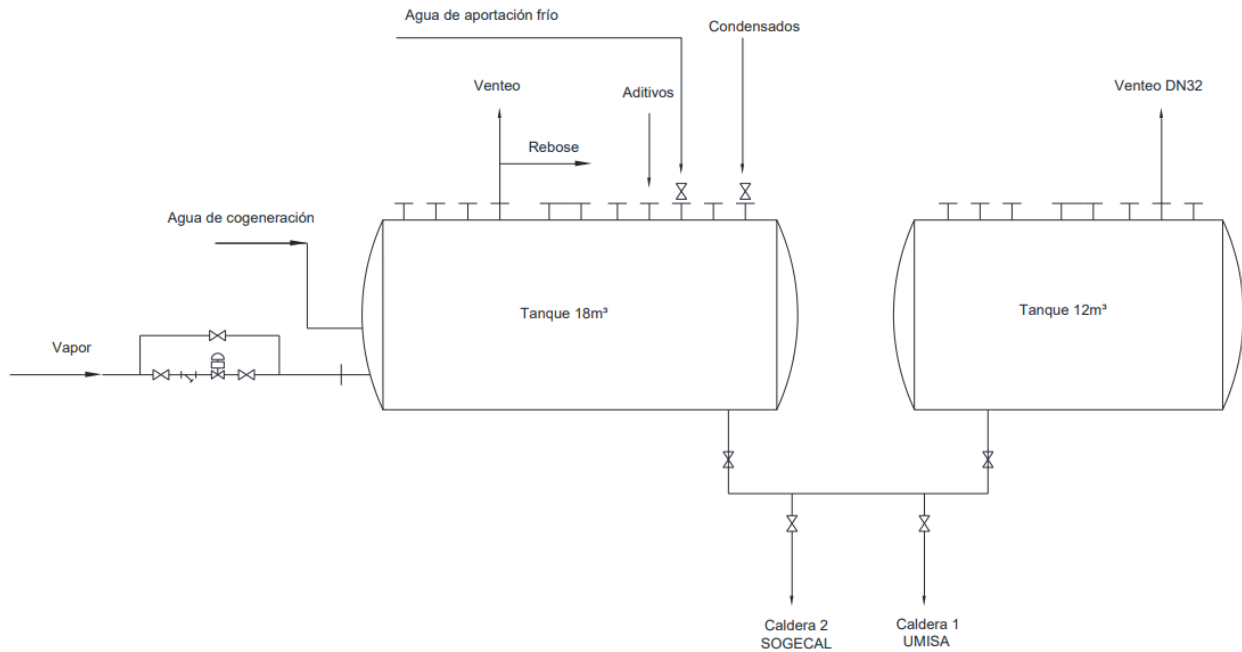 Agua de aportación frío
Condensados
Venteo
Aditivos
Venteo DN32
Rebose
Agua de cogeneración
Tanque 18m³
Tanque 12m³
Vapor
Caldera 2
SOGECAL
Caldera 1
UMISA